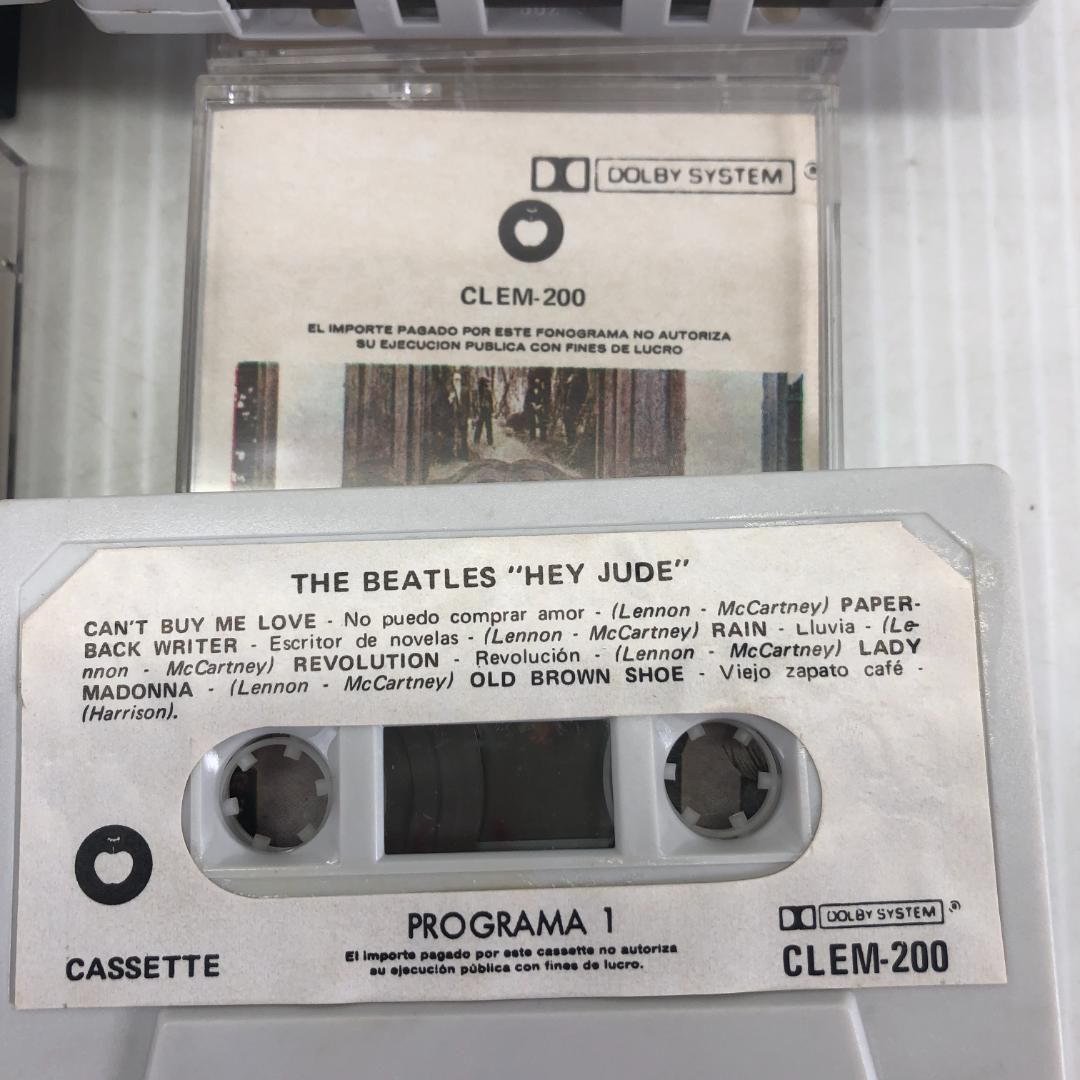 DOLBY SYSTEM
CLEM-200
EL IMPORTE PAGADO POR ESTE FONOGRAMA NO AUTORIZA
SU EJECUCION PUBLICA CON FINES DE LUCRO
THE BEATLES "HEY JUDE"
CAN'T BUY ME LOVE - No puedo comprar amor - (Lennon - McCartney) PAPER-
BACK WRITER - Escritor de novelas - (Lennon - McCartney) RAIN - Lluvia - (Le-
nnon - McCartney) REVOLUTION - Revolución - (Lennon - McCartney) LADY
MADONNA - (Lennon - McCartney) OLD BROWN SHOE - Viejo zapato café -
(Harrison).
PROGRAMA 1
El importe pagado por este cassette no autoriza
su ejecución pública con fines de lucro.
CASSETTE
DOLBY SYSTEM
CLEM-200